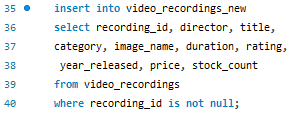 35 insert into video_recordings_new
36 select recording_id, director, title,
37 category, image_name, duration, rating,
38 year_released, price, stock_count
39 from video_recordings
40 where recording_id is not null;